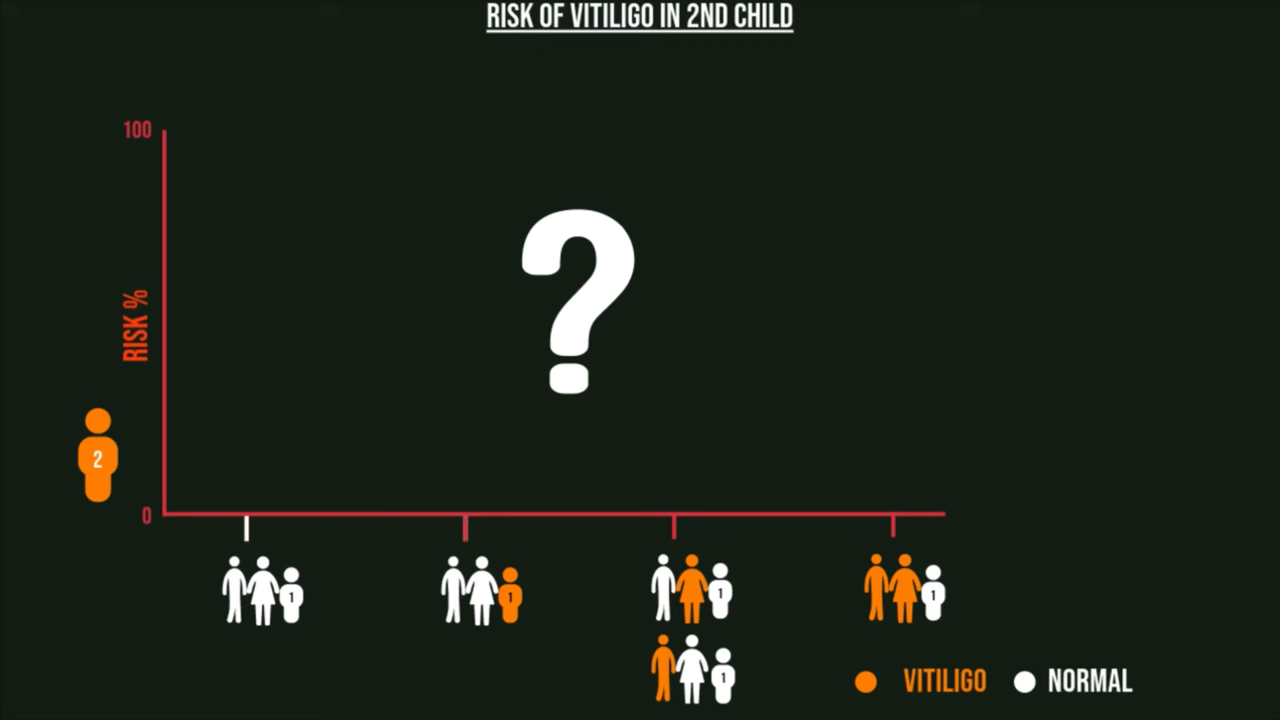 RISK OF VITILIGO IN 2ND CHILD
100
RISK %
?
2
0
1
1
1
1
1
VITILIGO
NORMAL